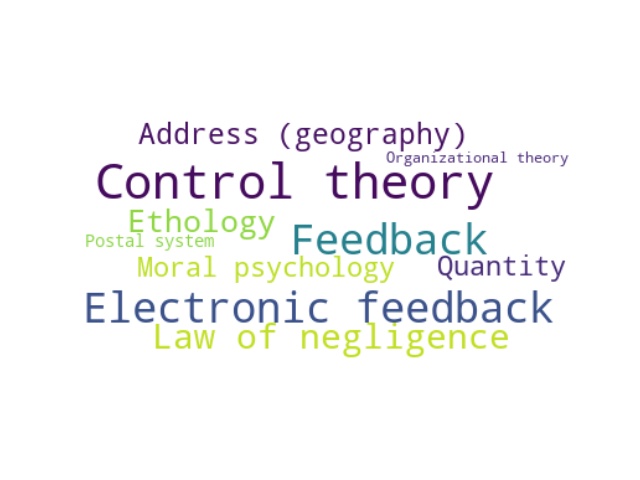 Address (geography)
Organizational theory
Control theory
Ethology
Feedback
Postal system
Moral psychology
Quantity
Electronic feedback
Law of negligence